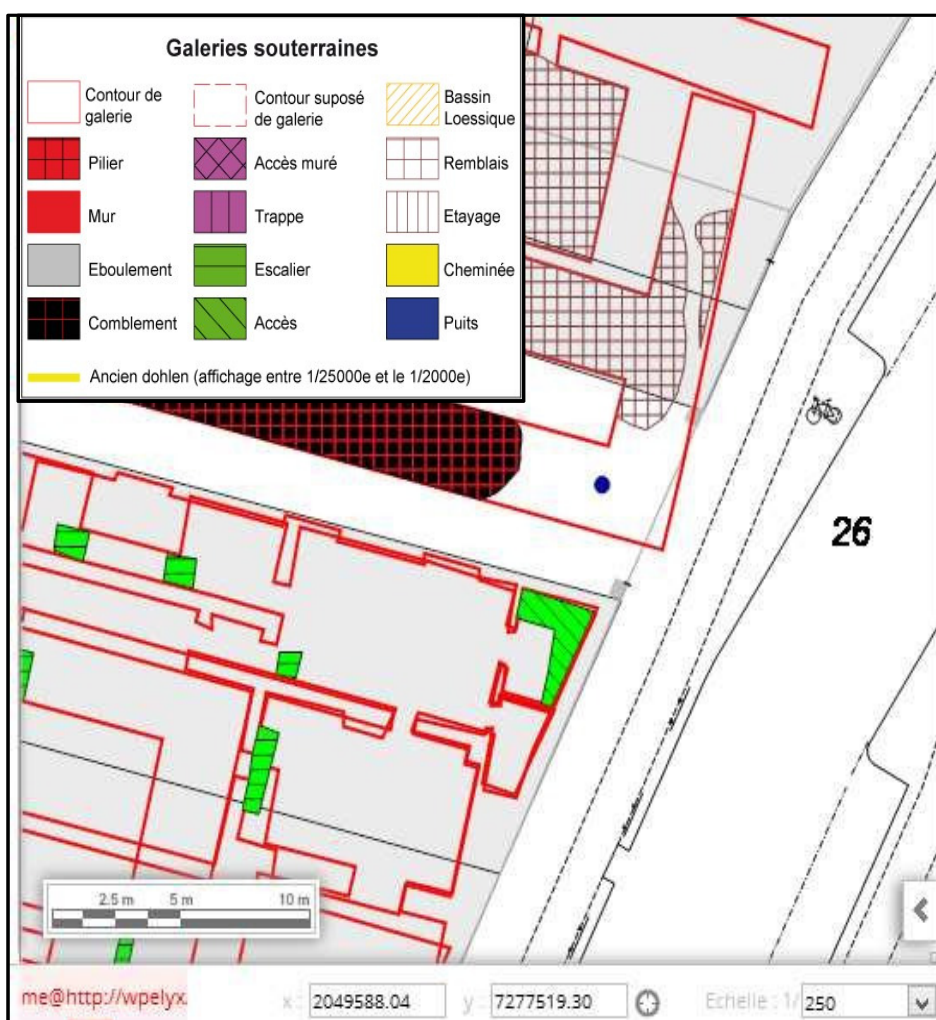 Galeries souterraines
Contour de
galerie
Contour suposé
de galerie
Bassin
Loessique
Pilier
Accès muré
Remblais
Mur
Trappe
Etayage
Eboulement
Escalier
Cheminée
Comblement
Accès
Puits
Ancien dohlen (affichage entre 1/25000e et le 1/2000e)
26
2.5 m 5 m 10 m
me@http://wpelyx.
x : 2049588.04 y : 7277519.30 Echelle : 1/ 250